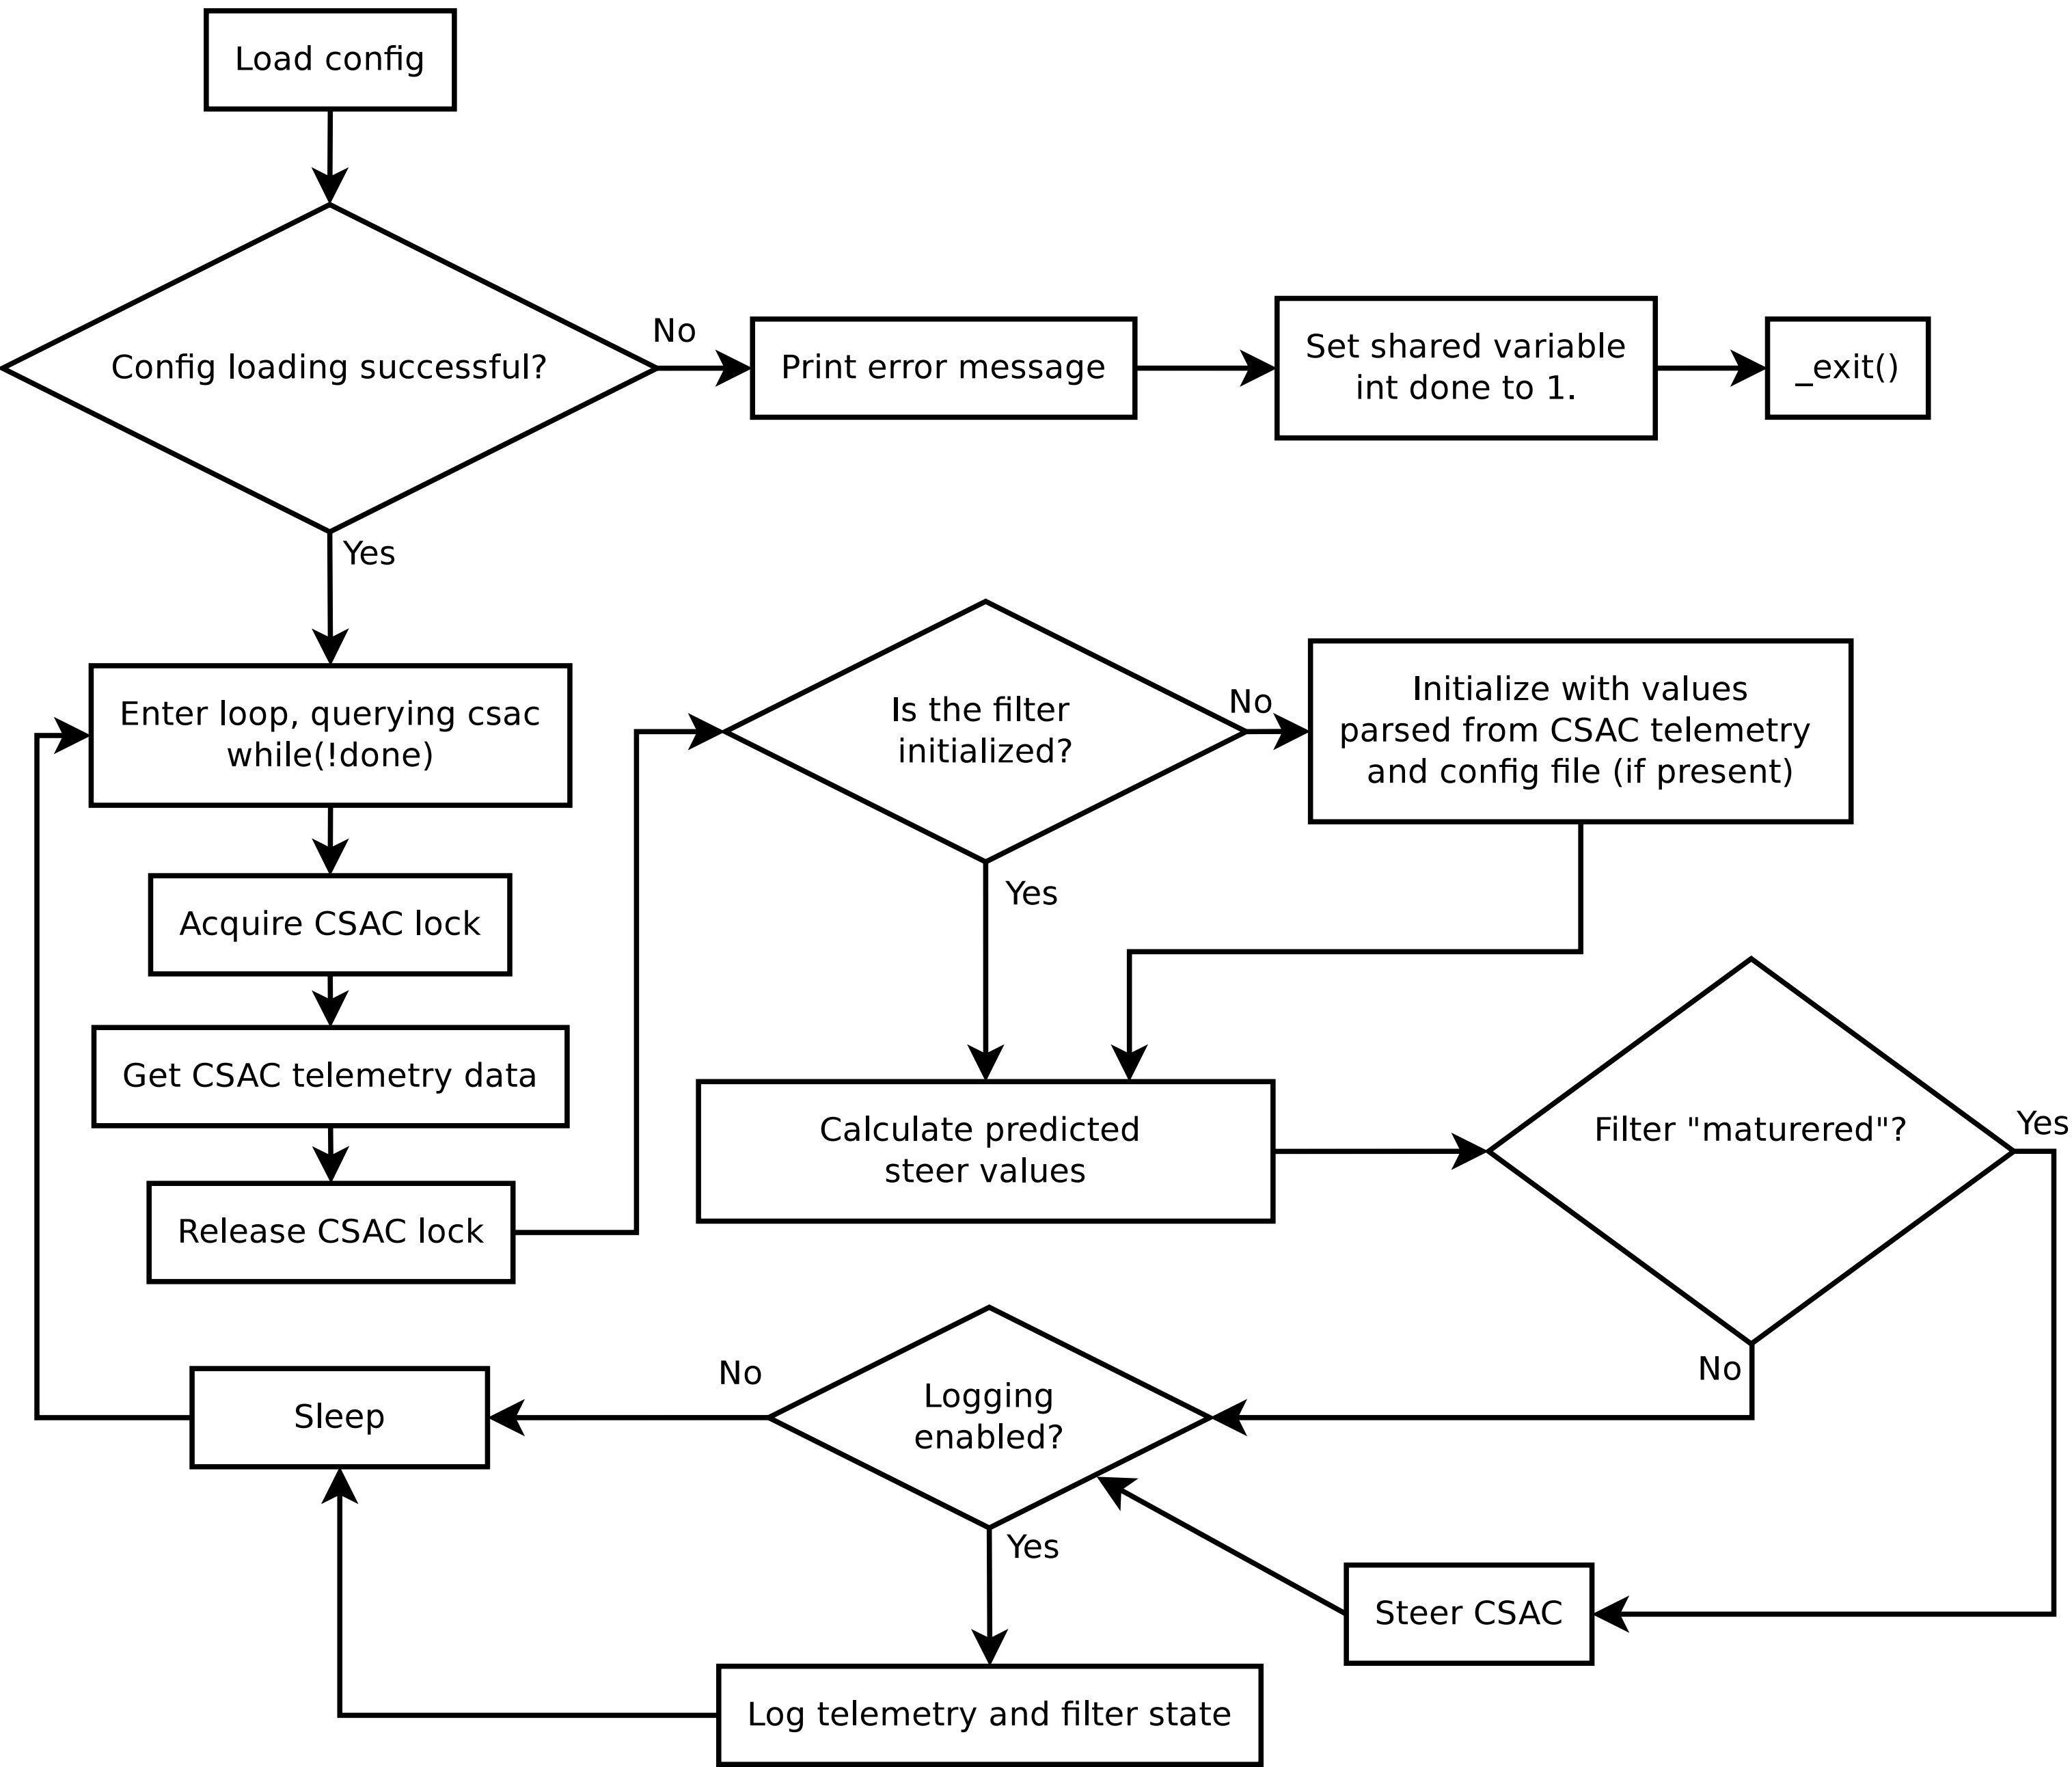 Load config
Config loading successful?
No
Print error message
Set shared variable
int done to 1.
_exit()
Yes
Enter loop, querying csac
while(!done)
Acquire CSAC lock
Get CSAC telemetry data
Release CSAC lock
Is the filter
initialized?
No
Initialize with values
parsed from CSAC telemetry
and config file (if present)
Yes
Calculate predicted
steer values
Filter "maturered"?
Yes
No
Logging
enabled?
No
Sleep
Yes
Steer CSAC
Log telemetry and filter state